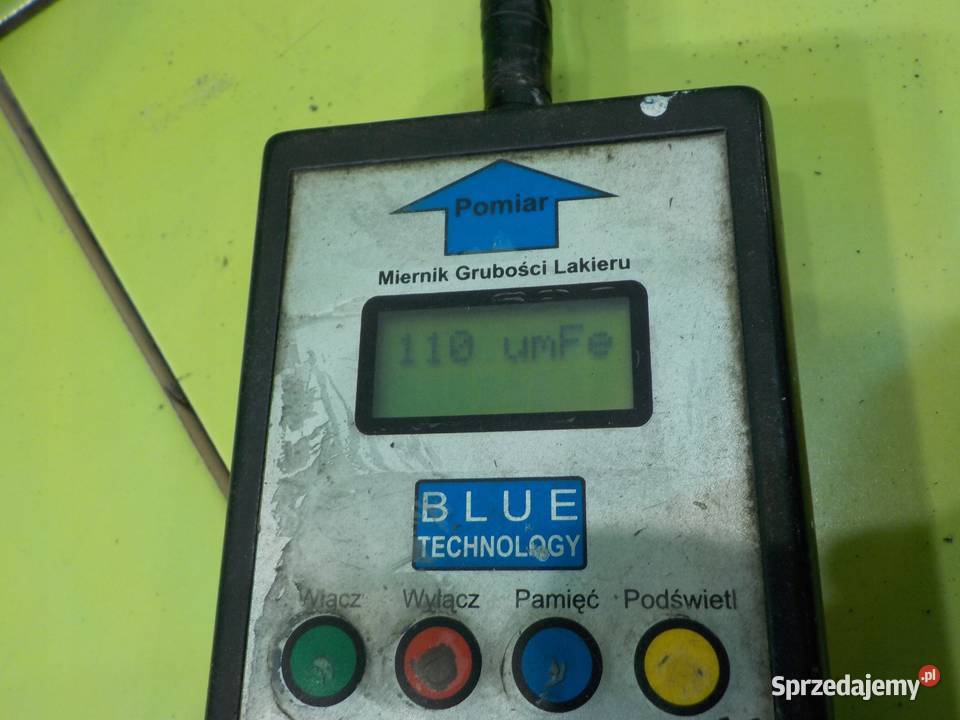 Pomiar
Miernik Grubości Lakieru
110 umFe
BLUE
TECHNOLOGY
Włącz Wyłącz Pamięć Podświetl
Sprzedajemy.pl